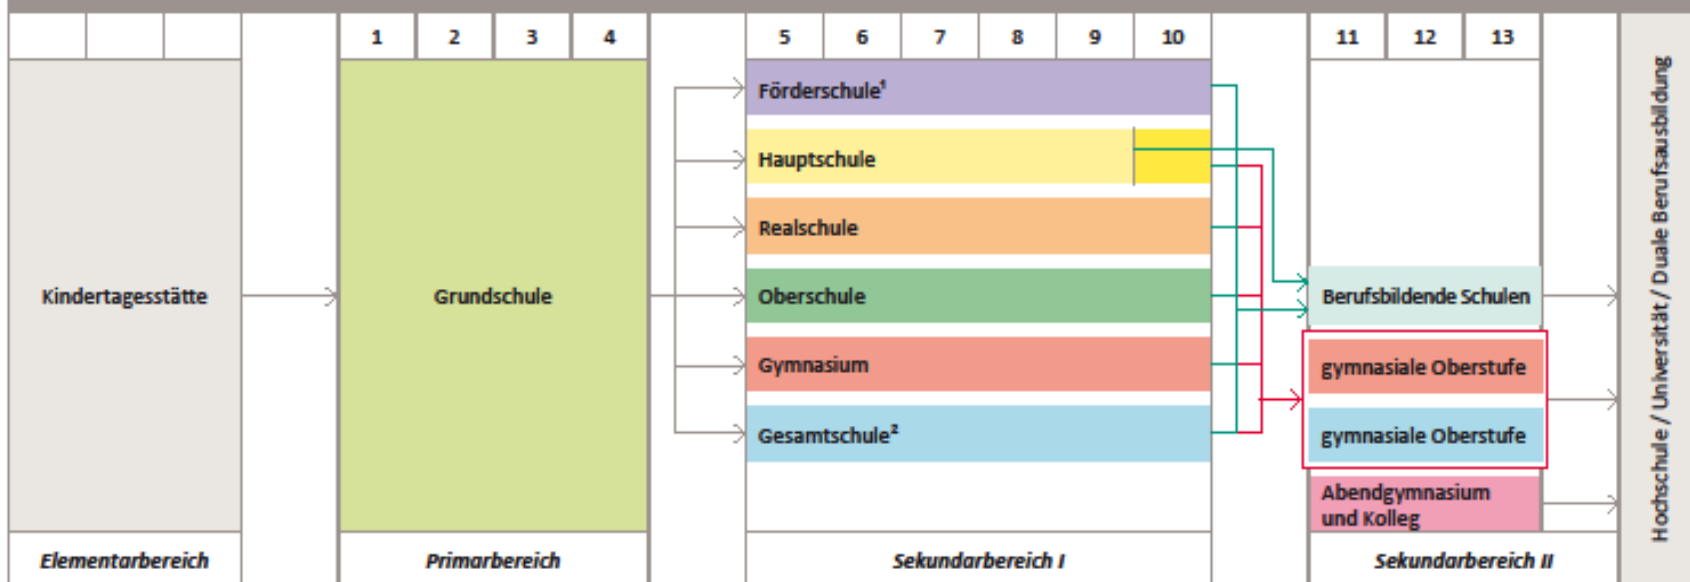 1 2 3 4 5 6 7 8 9 10 11 12 13
Förderschule¹
Hauptschule
Realschule
Kindertagesstätte
Grundschule
Oberschule
Berufsbildende Schulen
Gymnasium
gymnasiale Oberstufe
Gesamtschule²
gymnasiale Oberstufe
Abendgymnasium
und Kolleg
Hochschule / Universität / Duale Berufsausbildung
Elementarbereich
Primarbereich
Sekundarbereich I
Sekundarbereich II